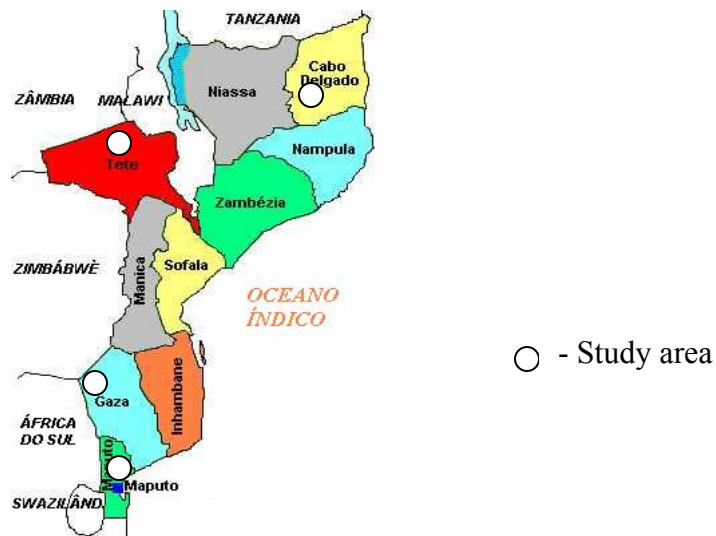 TANZANIA
Cabo
Delgado
Niassa
ZÂMBIA
MALAWI
Nampula
Tete
Zambézia
ZIMBÁBWÈ
Manica
Sofala
OCEANO
ÍNDICO
- Study area
Gaza
Inhambane
ÁFRICA
DO SUL
Maputo
Maputo
SWAZILÂND